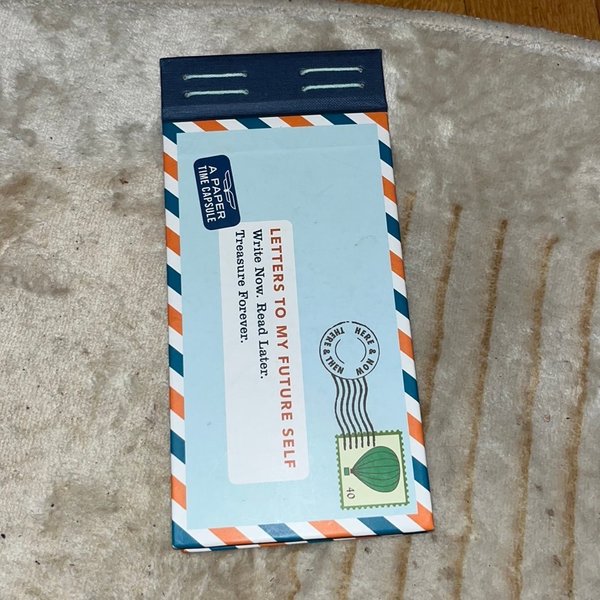 A PAPER
TIME CAPSULE
LETTERS TO MY FUTURE SELF
Write Now. Read Later.
Treasure Forever.
HERE & NOW
THERE & THEN
40